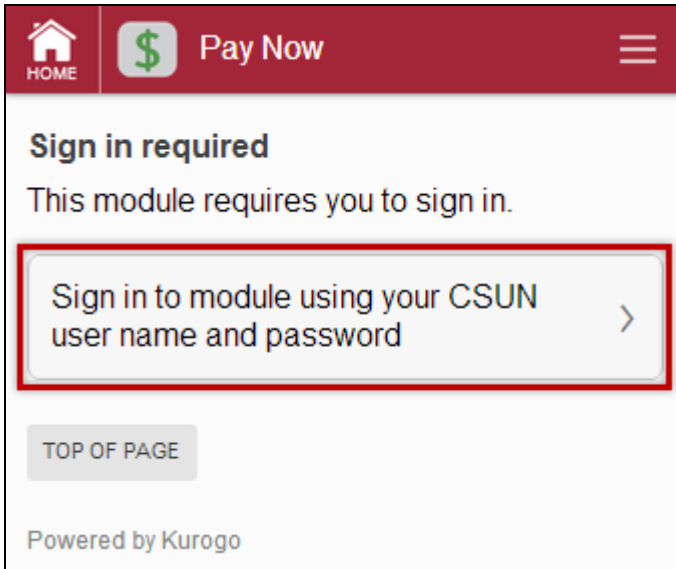 HOME
$
Pay Now
Sign in required
This module requires you to sign in.
Sign in to module using your CSUN
user name and password
TOP OF PAGE
Powered by Kurogo